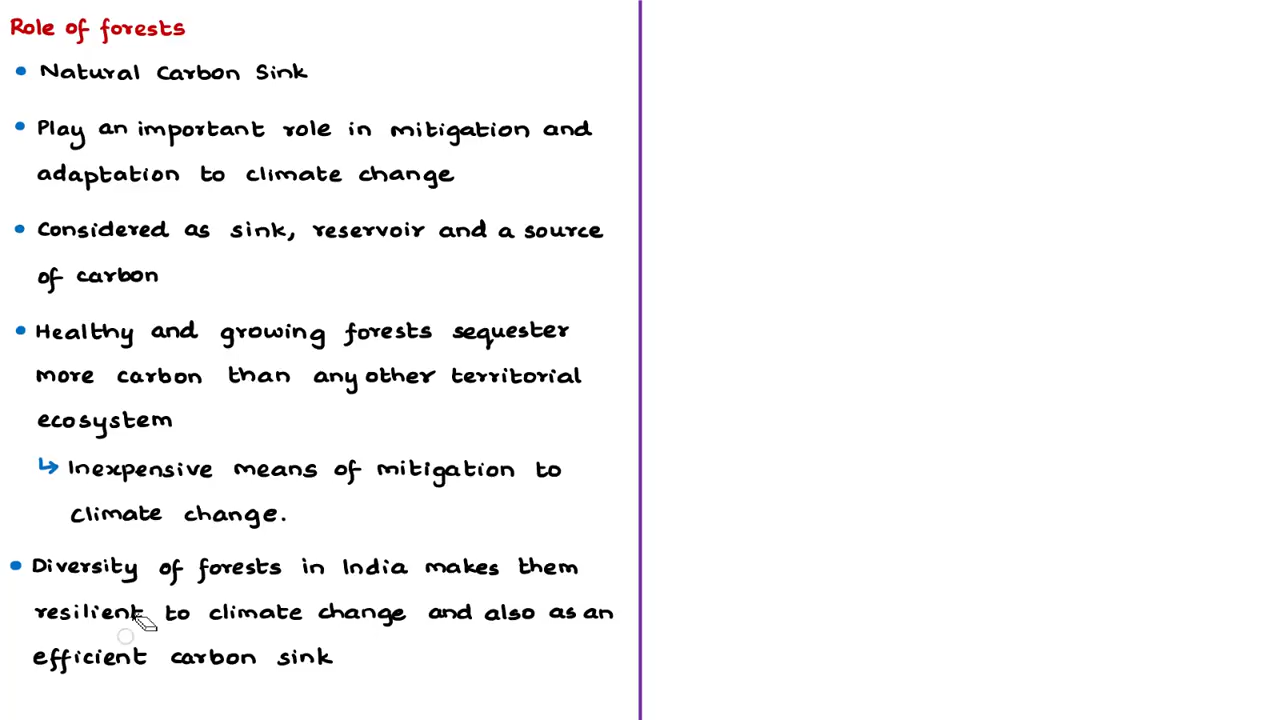 Role of forests
• Natural Carbon Sink
• Play an important role in mitigation and
adaptation to climate change
• Considered as sink, reservoir and a source
of carbon
• Healthy and growing forests sequester
more carbon than any other territorial
ecosystem
↳ Inexpensive means of mitigation to
climate change.
• Diversity of forests in India makes them
resilient to climate change and also as an
efficient carbon sink